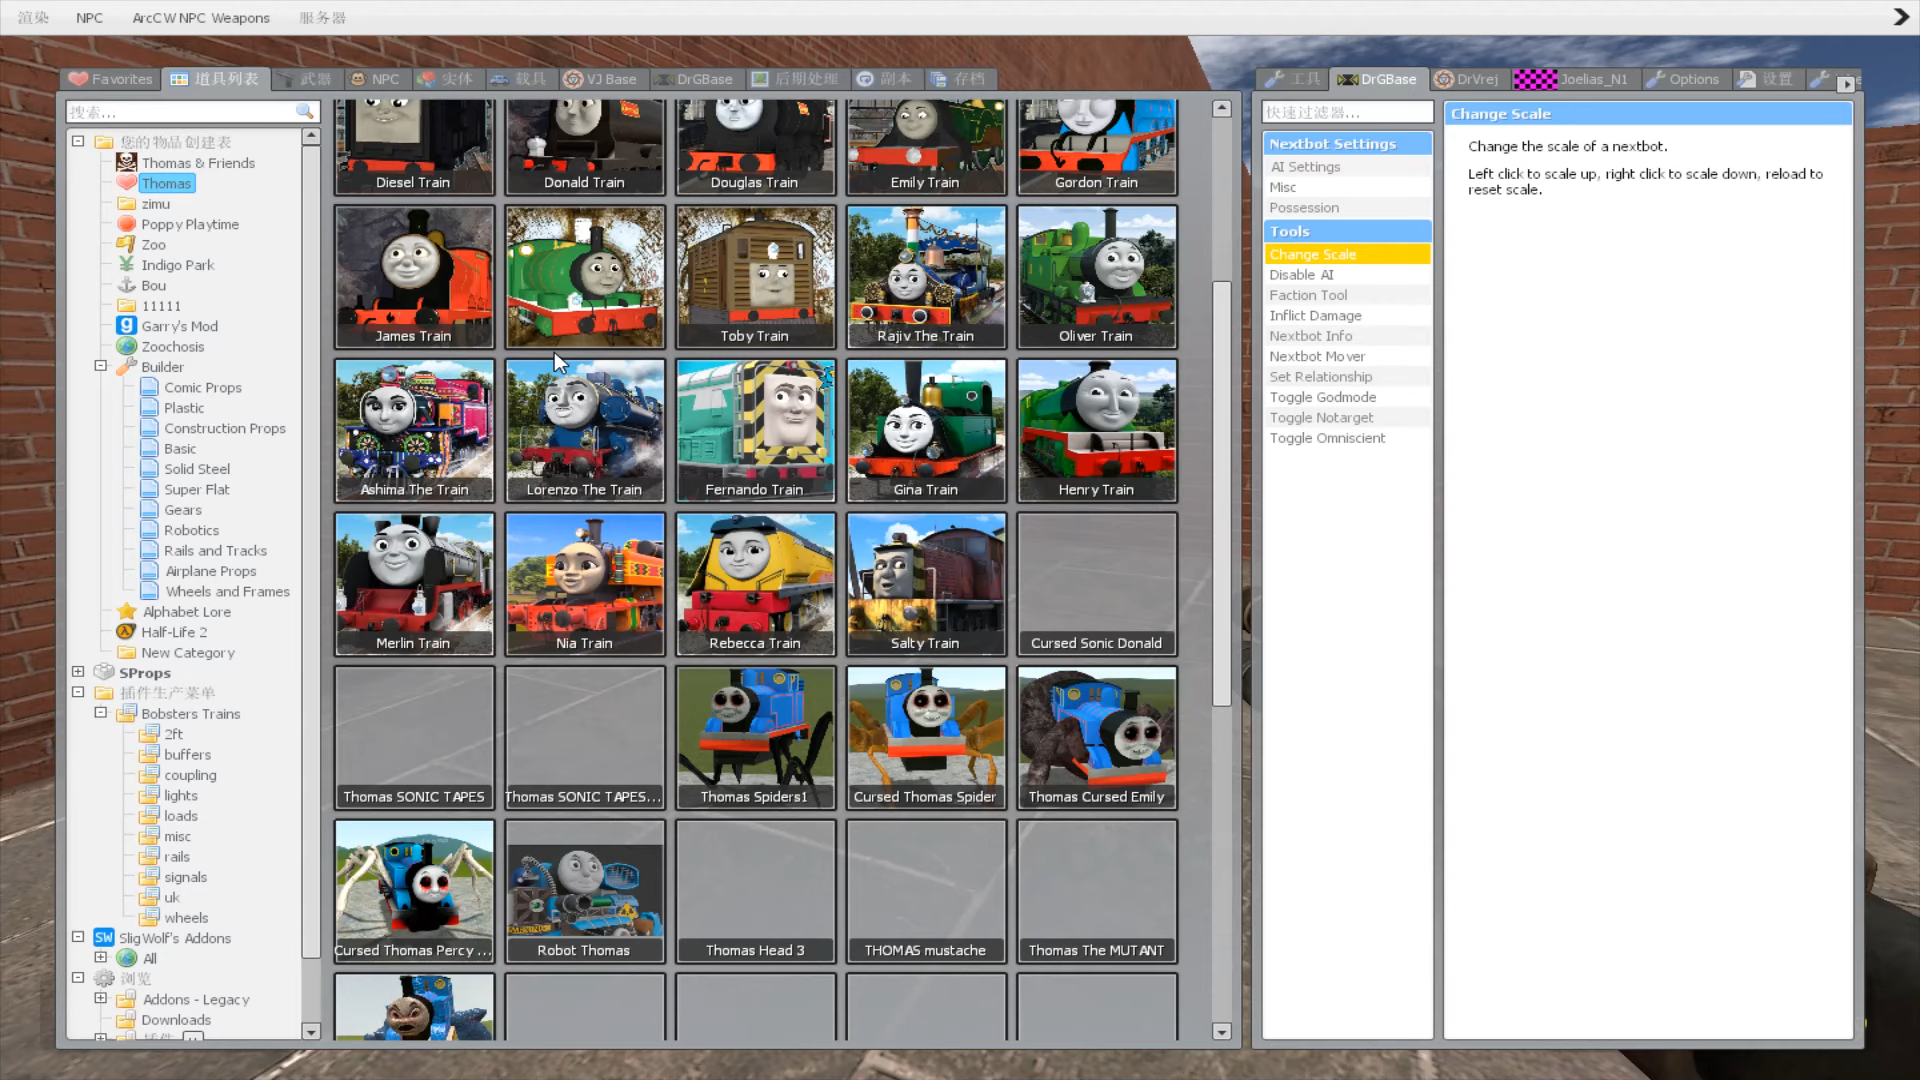 渲染 NPC ArcCW NPC Weapons 服务器
Favorites 道具列表 武器 NPC 实体 载具 VJ Base DrGBase 后期处理 副本 存档
工具 DrGBase DrVrej Joelias_N1 Options 设置
搜索...
您的物品创建表
Thomas & Friends
Thomas
zimu
Poppy Playtime
Zoo
Indigo Park
Bou
11111
Garry's Mod
Zoochosis
Builder
Comic Props
Plastic
Construction Props
Basic
Solid Steel
Super Flat
Gears
Robotics
Rails and Tracks
Airplane Props
Wheels and Frames
Alphabet Lore
Half-Life 2
New Category
SProps
插件生产菜单
Bobsters Trains
2ft
buffers
coupling
lights
loads
misc
rails
signals
uk
wheels
SligWolf's Addons
All
浏览
Addons - Legacy
Downloads
Diesel Train Donald Train Douglas Train Emily Train Gordon Train
James Train Toby Train Rajiv The Train Oliver Train
Ashima The Train Lorenzo The Train Fernando Train Gina Train Henry Train
Merlin Train Nia Train Rebecca Train Salty Train Cursed Sonic Donald
Thomas SONIC TAPES Thomas SONIC TAPES... Thomas Spiders1 Cursed Thomas Spider Thomas Cursed Emily
Cursed Thomas Percy ... Robot Thomas Thomas Head 3 THOMAS mustache Thomas The MUTANT
快速过滤器...
Nextbot Settings
AI Settings
Misc
Possession
Tools
Change Scale
Disable AI
Faction Tool
Inflict Damage
Nextbot Info
Nextbot Mover
Set Relationship
Toggle Godmode
Toggle Notarget
Toggle Omniscient
Change Scale
Change the scale of a nextbot.
Left click to scale up, right click to scale down, reload to
reset scale.